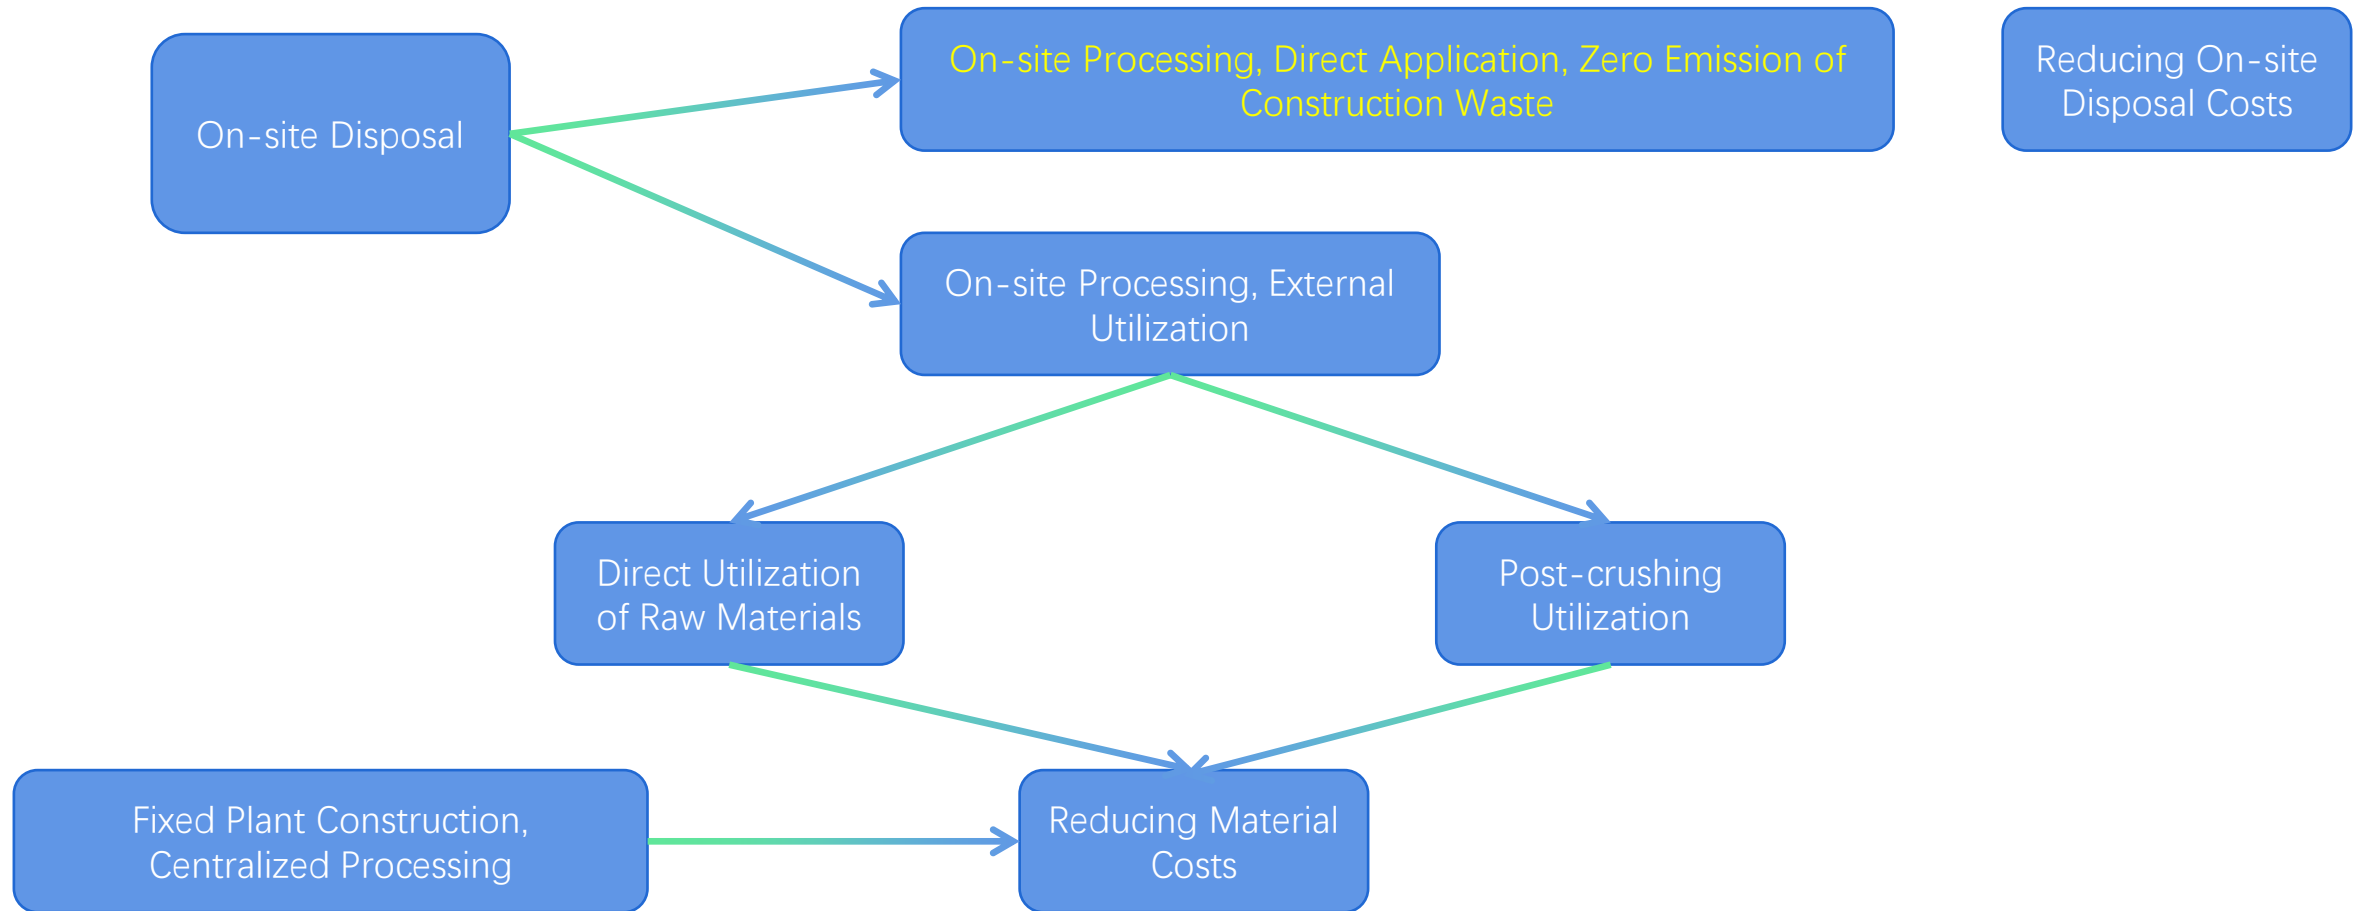 On-site Disposal
On-site Processing, Direct Application, Zero Emission of
Construction Waste
Reducing On-site
Disposal Costs
On-site Processing, External
Utilization
Direct Utilization
of Raw Materials
Post-crushing
Utilization
Fixed Plant Construction,
Centralized Processing
Reducing Material
Costs